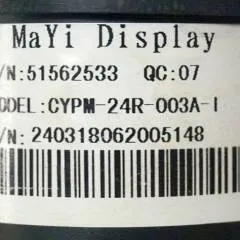 MaYi Display
/N:51562533 QC:07
ODEL:CYPM-24R-003A-I
/N:240318062005148